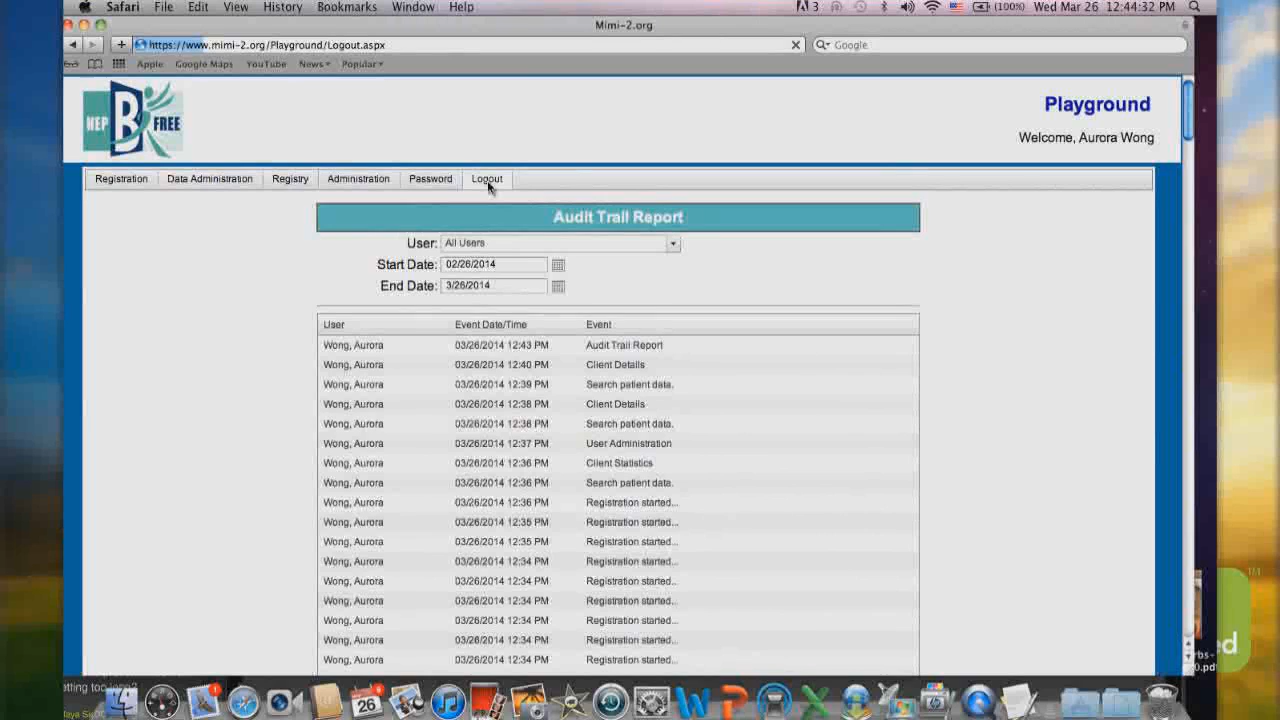 Safari File Edit View History Bookmarks Window Help 3 (100%) Wed Mar 26 12:44:32 PM
Mimi-2.org
https://www.mimi-2.org/Playground/Logout.aspx Google
Apple Google Maps YouTube News Popular
HEP B FREE
Playground
Welcome, Aurora Wong
Registration Data Administration Registry Administration Password Logout
Audit Trail Report
User: All Users
Start Date: 02/26/2014
End Date: 3/26/2014
User Event Date/Time Event
Wong, Aurora 03/26/2014 12:43 PM Audit Trail Report
Wong, Aurora 03/26/2014 12:40 PM Client Details
Wong, Aurora 03/26/2014 12:39 PM Search patient data.
Wong, Aurora 03/26/2014 12:38 PM Client Details
Wong, Aurora 03/26/2014 12:38 PM Search patient data.
Wong, Aurora 03/26/2014 12:37 PM User Administration
Wong, Aurora 03/26/2014 12:36 PM Client Statistics
Wong, Aurora 03/26/2014 12:36 PM Search patient data.
Wong, Aurora 03/26/2014 12:36 PM Registration started...
Wong, Aurora 03/26/2014 12:35 PM Registration started...
Wong, Aurora 03/26/2014 12:35 PM Registration started...
Wong, Aurora 03/26/2014 12:34 PM Registration started...
Wong, Aurora 03/26/2014 12:34 PM Registration started...
Wong, Aurora 03/26/2014 12:34 PM Registration started...
Wong, Aurora 03/26/2014 12:34 PM Registration started...
Wong, Aurora 03/26/2014 12:34 PM Registration started...
Wong, Aurora 03/26/2014 12:34 PM Registration started...
26